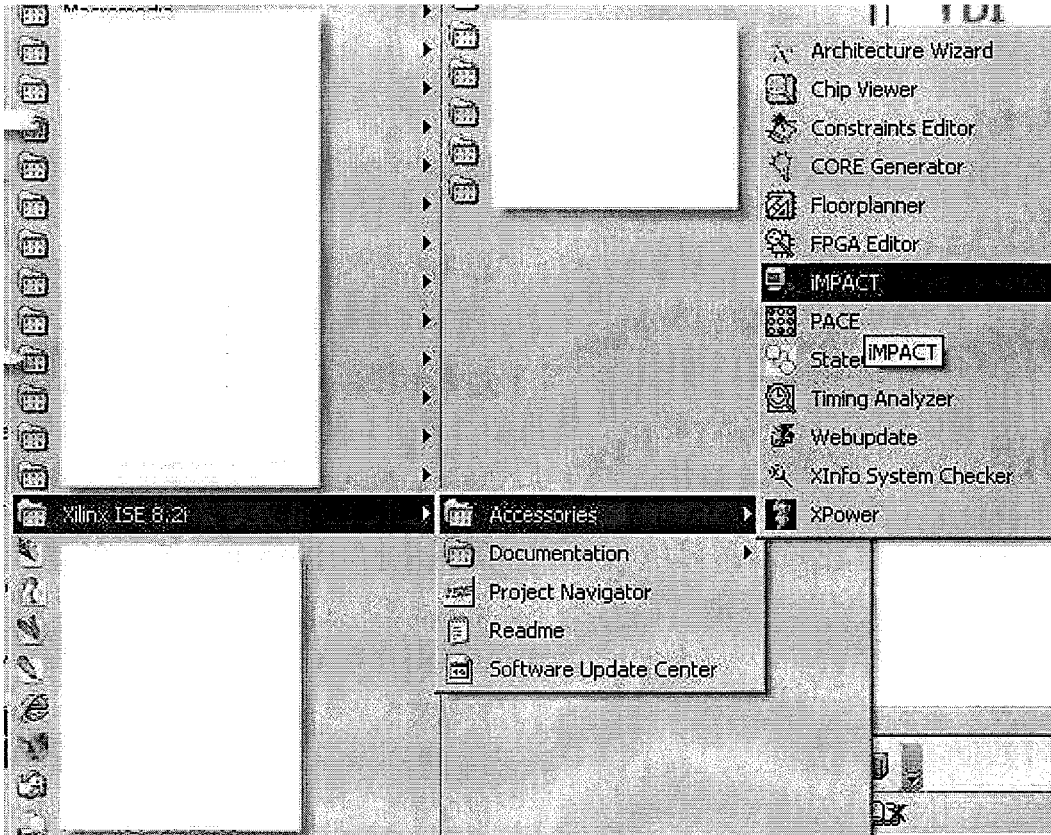 Architecture Wizard
Chip Viewer
Constraints Editor
CORE Generator
Floorplanner
FPGA Editor
iMPACT
PACE
State
iMPACT
Timing Analyzer
Webupdate
XInfo System Checker
XPower
Xilinx ISE 8.2i
Accessories
Documentation
Project Navigator
Readme
Software Update Center